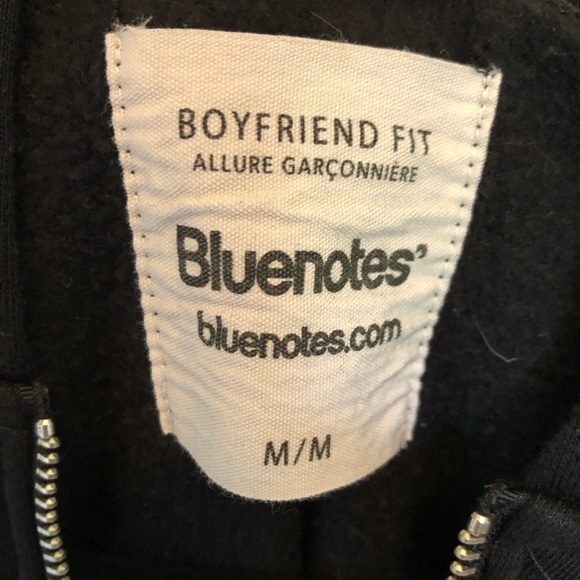 BOYFRIEND FIT
ALLURE GARÇONNIÈRE
Bluenotes'
bluenotes.com
M/M